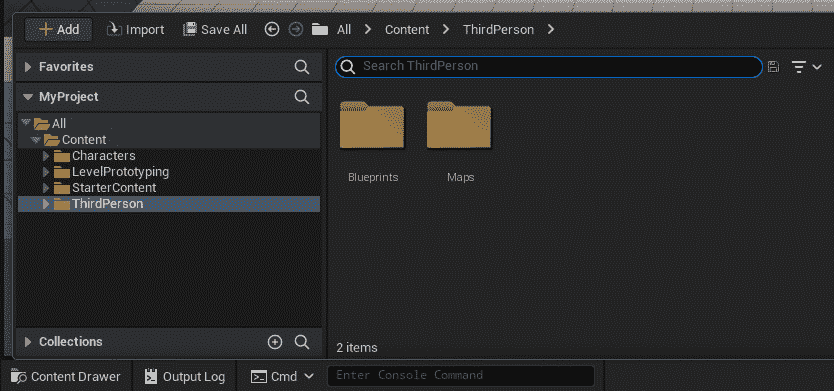 Add Import Save All All Content ThirdPerson
Favorites
Search ThirdPerson
MyProject
All
Content
Characters
LevelPrototyping
StarterContent
ThirdPerson
Blueprints Maps
Collections
2 items
Content Drawer Output Log Cmd Enter Console Command